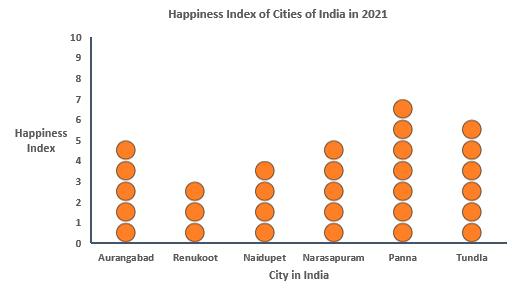 Happiness Index of Cities of India in 2021
10
9
8
7
6
5
4
3
2
1
0
Happiness
Index
Aurangabad Renukoot Naidupet Narasapuram Panna Tundla
City in India